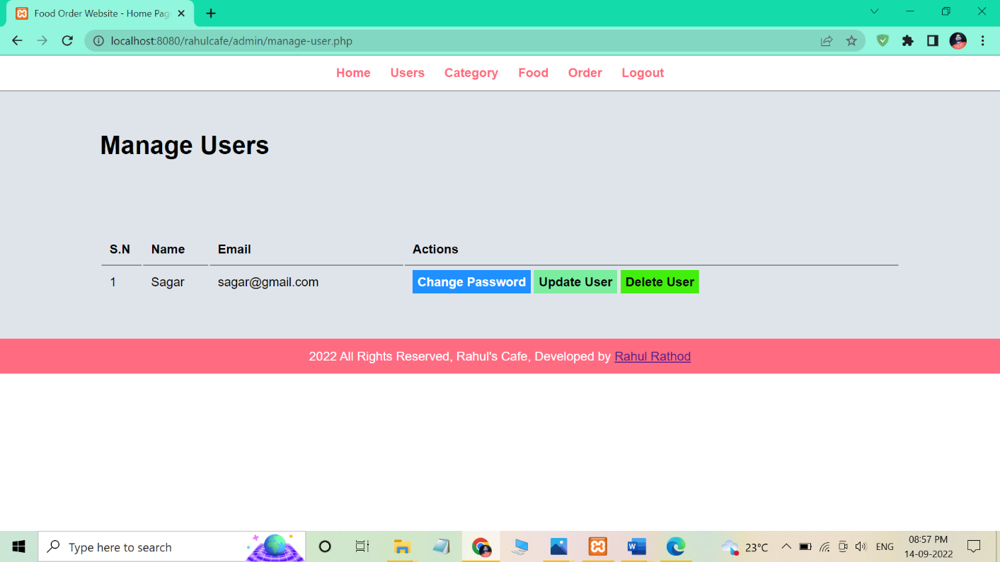 Food Order Website - Home Pag
localhost:8080/rahulcafe/admin/manage-user.php
Home Users Category Food Order Logout
Manage Users
S.N Name Email Actions
1 Sagar sagar@gmail.com Change Password Update User Delete User
2022 All Rights Reserved, Rahul's Cafe, Developed by Rahul Rathod
Type here to search
23°C
ENG
08:57 PM
14-09-2022